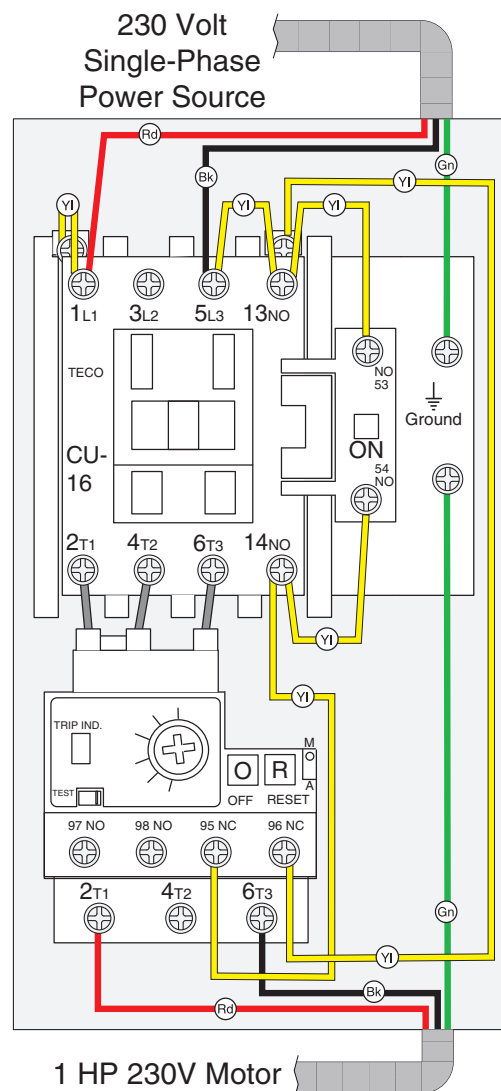 230 Volt
Single-Phase
Power Source
Rd
Gn
Bk
Yl
Yl
Yl
Yl
1L1 3L2 5L3 13NO
TECO
NO
53
Ground
CU-
16
ON
54
NO
2T1 4T2 6T3 14NO
Yl
Yl
TRIP IND.
M
O R
A
TEST
OFF RESET
97 NO 98 NO 95 NC 96 NC
2T1 4T2 6T3
Gn
Yl
Bk
Rd
1 HP 230V Motor